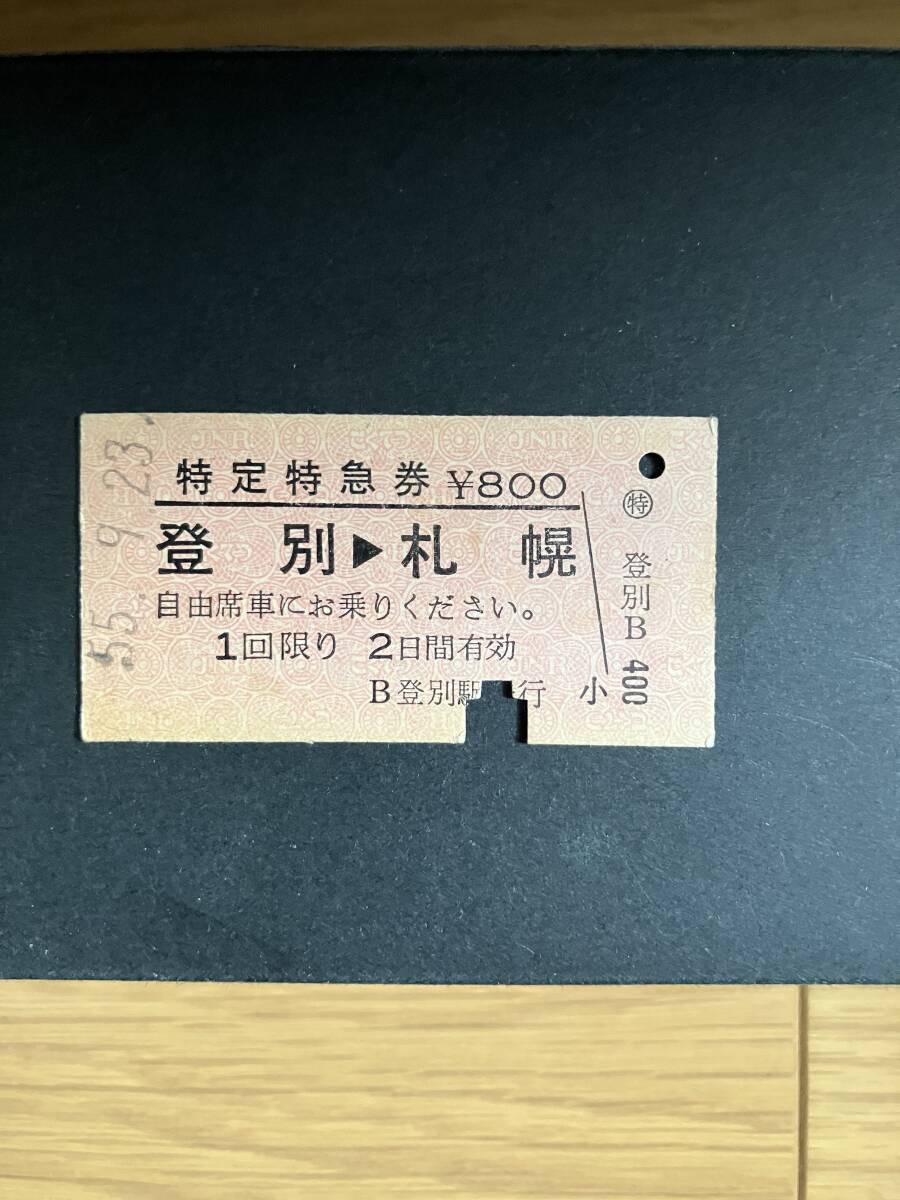 特定特急券 ¥800
登別▶札幌
自由席車にお乗りください。
1回限り 2日間有効
B登別駅 行
小
㊕
登別B
400
55.-9.23
JNR